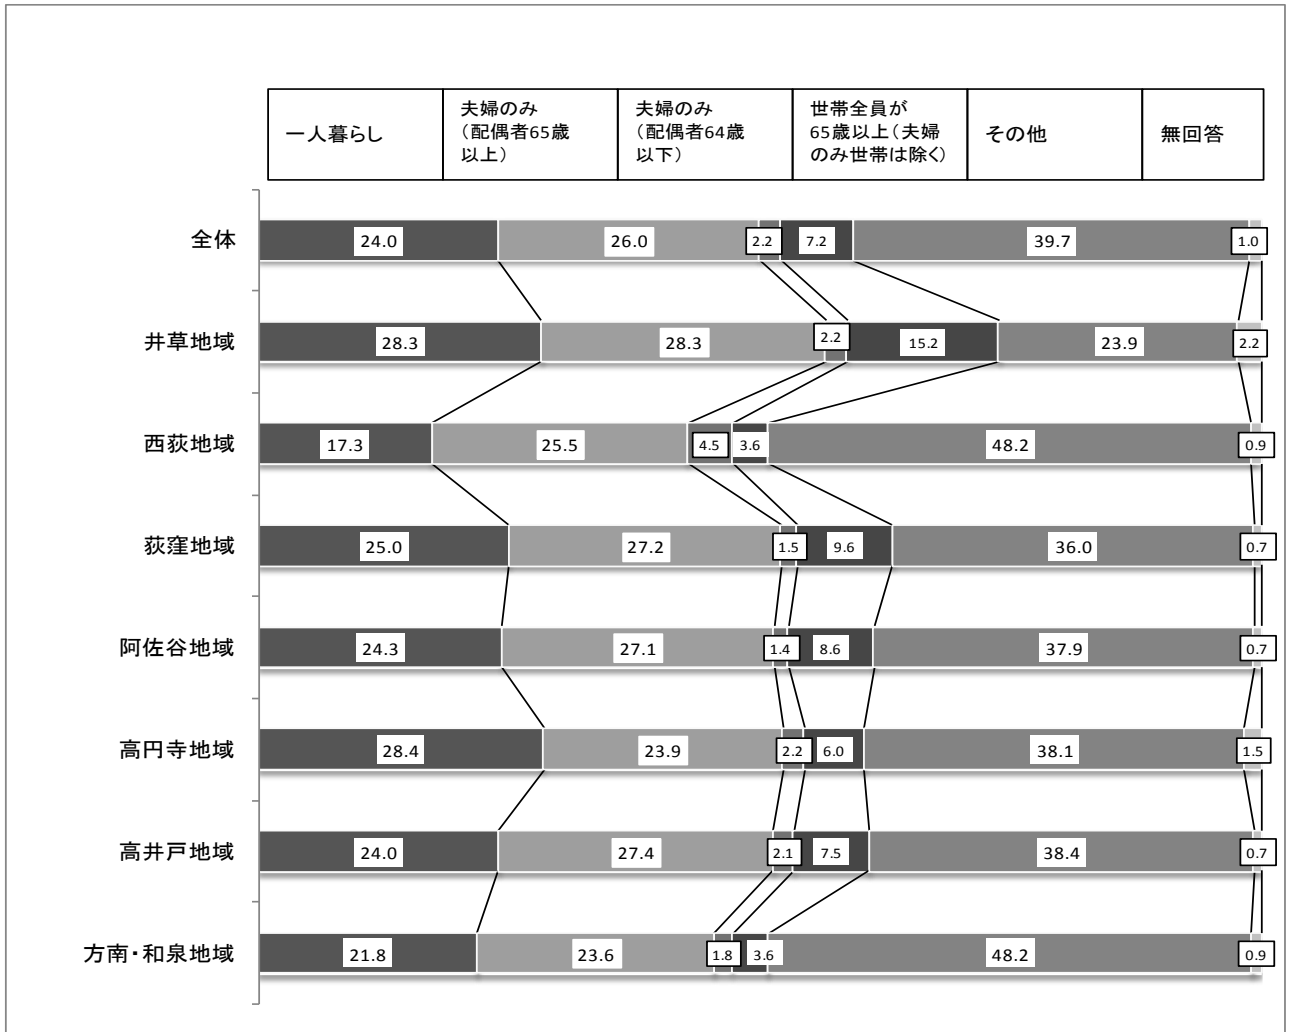 一人暮らし
夫婦のみ
（配偶者65歳
以上）
夫婦のみ
（配偶者64歳
以下）
世帯全員が
65歳以上（夫婦
のみ世帯は除く）
その他
無回答
全体 24.0 26.0 2.2 7.2 39.7 1.0
井草地域 28.3 28.3 2.2 15.2 23.9 2.2
西荻地域 17.3 25.5 4.5 3.6 48.2 0.9
荻窪地域 25.0 27.2 1.5 9.6 36.0 0.7
阿佐谷地域 24.3 27.1 1.4 8.6 37.9 0.7
高円寺地域 28.4 23.9 2.2 6.0 38.1 1.5
高井戸地域 24.0 27.4 2.1 7.5 38.4 0.7
方南・和泉地域 21.8 23.6 1.8 3.6 48.2 0.9